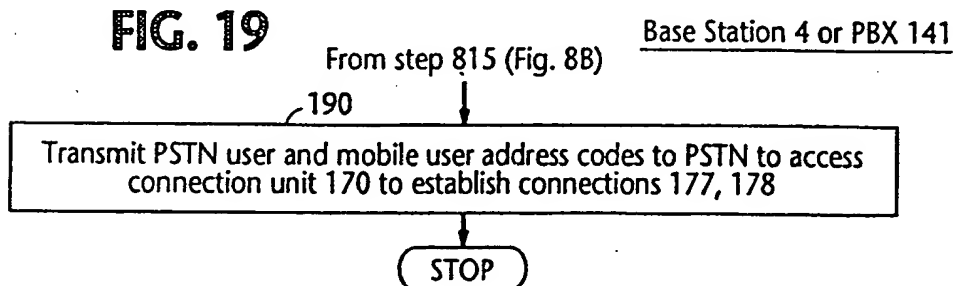 FIG. 19
Base Station 4 or PBX 141
From step 815 (Fig. 8B)
190
Transmit PSTN user and mobile user address codes to PSTN to access
connection unit 170 to establish connections 177, 178
STOP